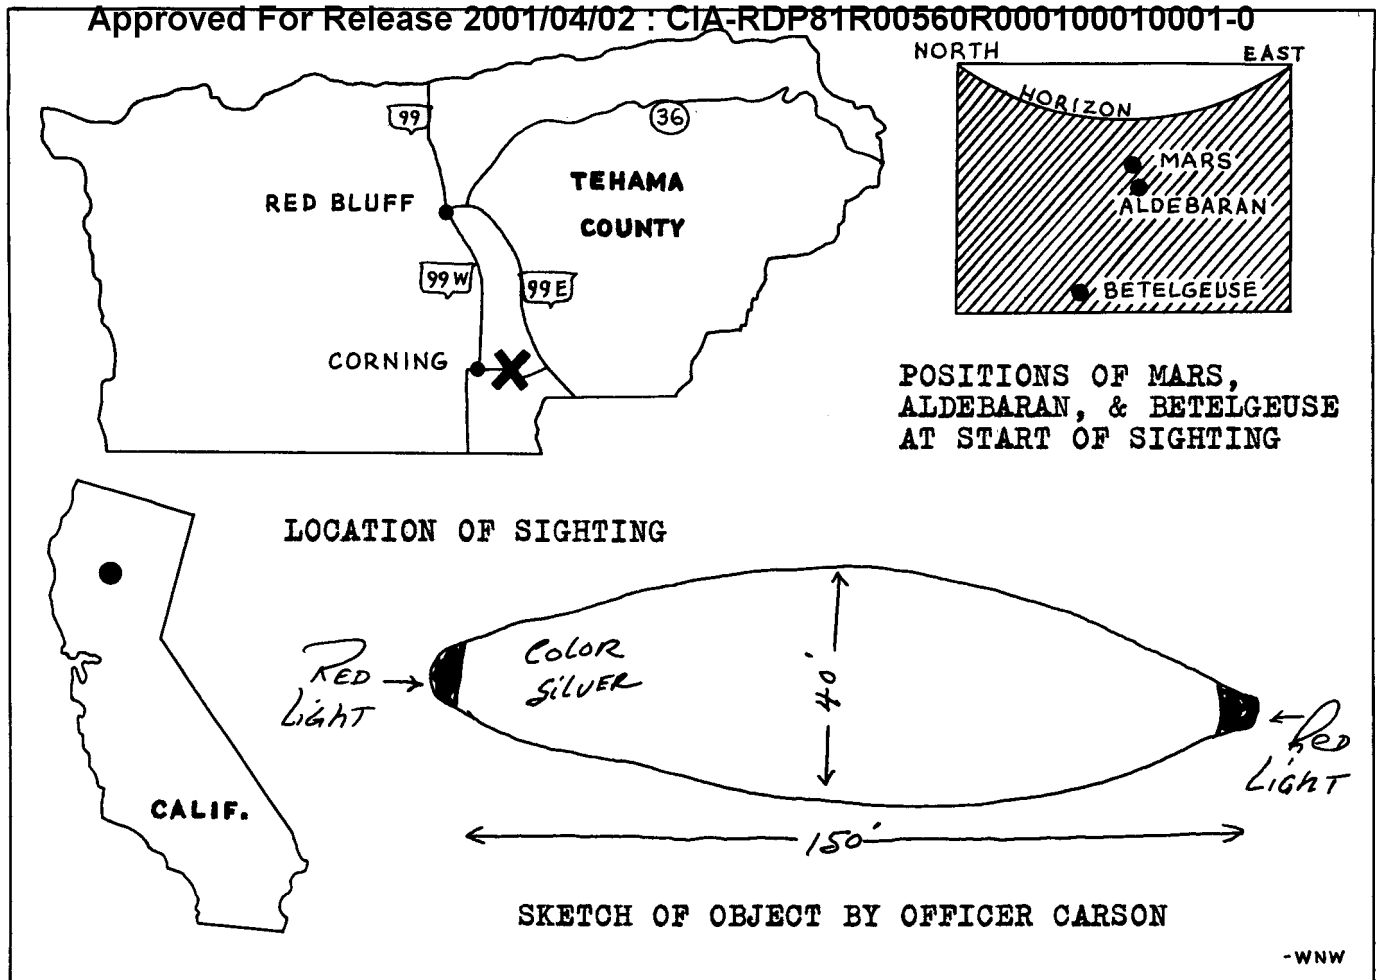 Approved For Release 2001/04/02 : CIA-RDP81R00560R000100010001-0
NORTH
EAST
HORIZON
MARS
ALDEBARAN
BETELGEUSE
99
36
RED BLUFF
TEHAMA
COUNTY
99W
99E
CORNING
POSITIONS OF MARS,
ALDEBARAN, & BETELGEUSE
AT START OF SIGHTING
LOCATION OF SIGHTING
CALIF.
RED
LIGHT
COLOR
SILVER
40'
RED
LIGHT
150'
SKETCH OF OBJECT BY OFFICER CARSON
-WNW